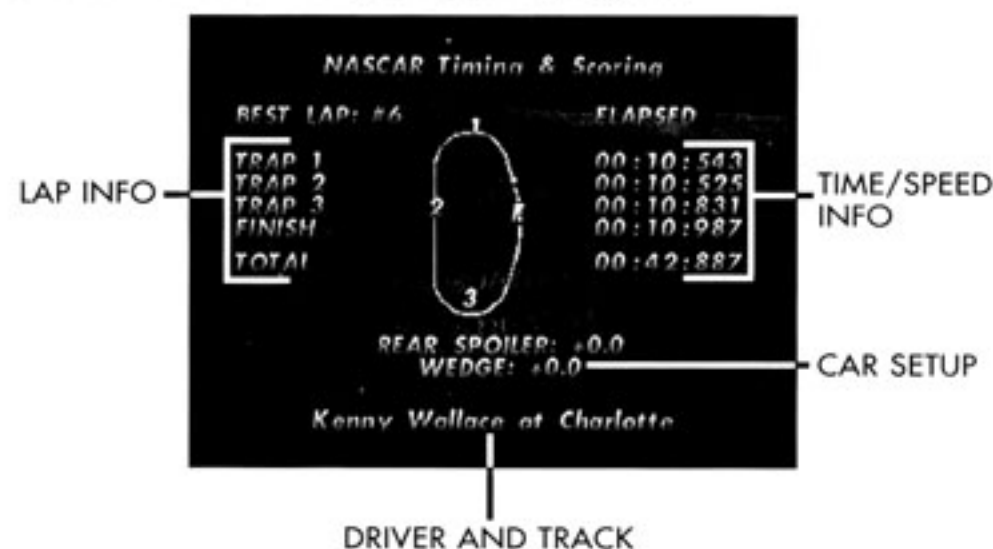 NASCAR Timing & Scoring
BEST LAP: #6
ELAPSED
1
LAP INFO
TRAP 1
TRAP 2
TRAP 3
FINISH
TOTAL
2
F
3
00:10:543
00:10:525
00:10:831
00:10:987
00:42:887
TIME/SPEED
INFO
REAR SPOILER: +0.0
WEDGE: +0.0
CAR SETUP
Kenny Wallace at Charlotte
DRIVER AND TRACK